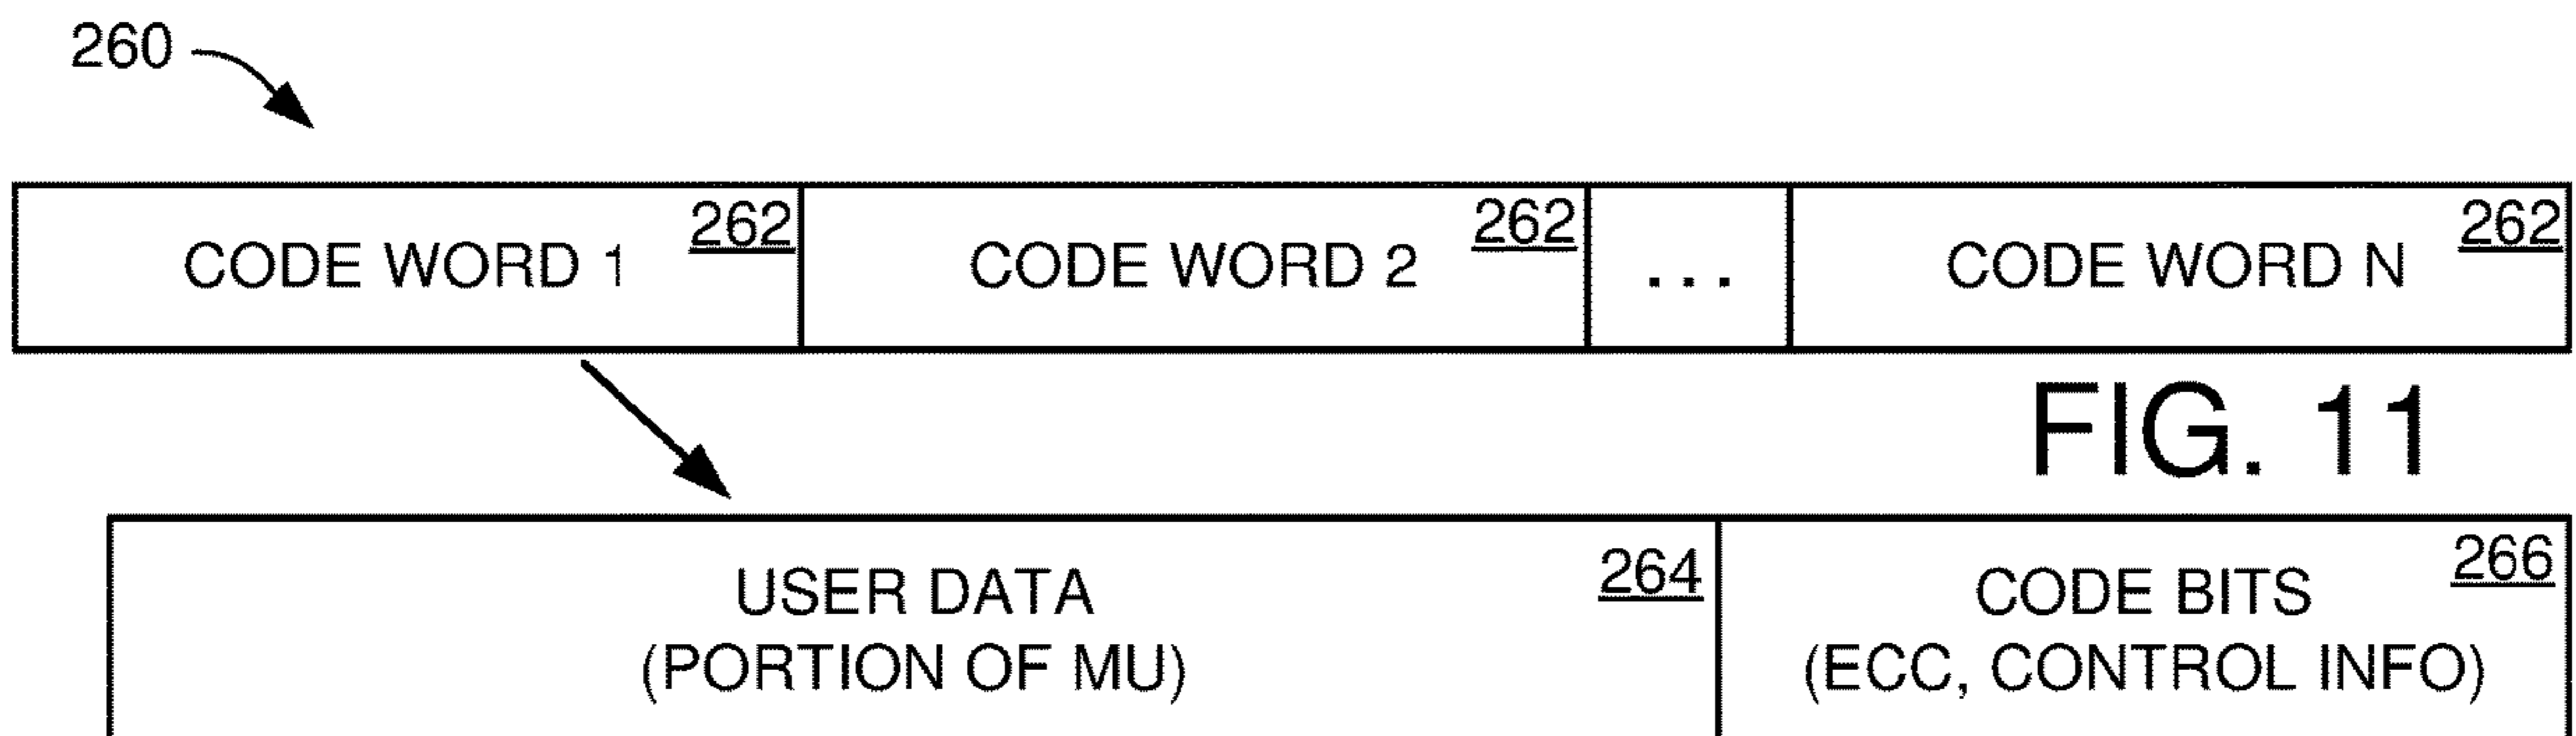 260
CODE WORD 1 262 CODE WORD 2 262 ... CODE WORD N 262
FIG. 11
USER DATA 264 CODE BITS 266
(PORTION OF MU) (ECC, CONTROL INFO)